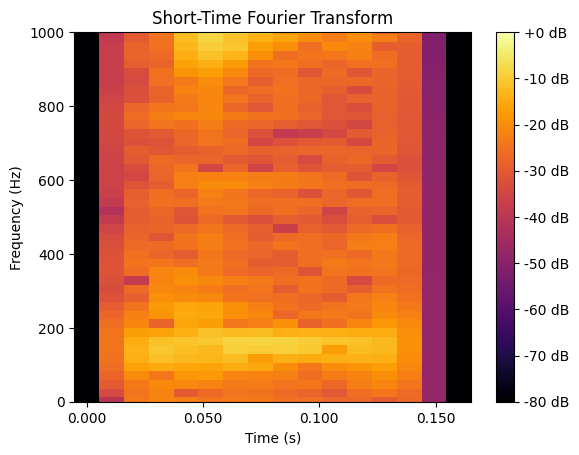 Short-Time Fourier Transform
1000
800
600
400
200
0
Frequency (Hz)
0.000
0.050
0.100
0.150
Time (s)
+0 dB
-10 dB
-20 dB
-30 dB
-40 dB
-50 dB
-60 dB
-70 dB
-80 dB